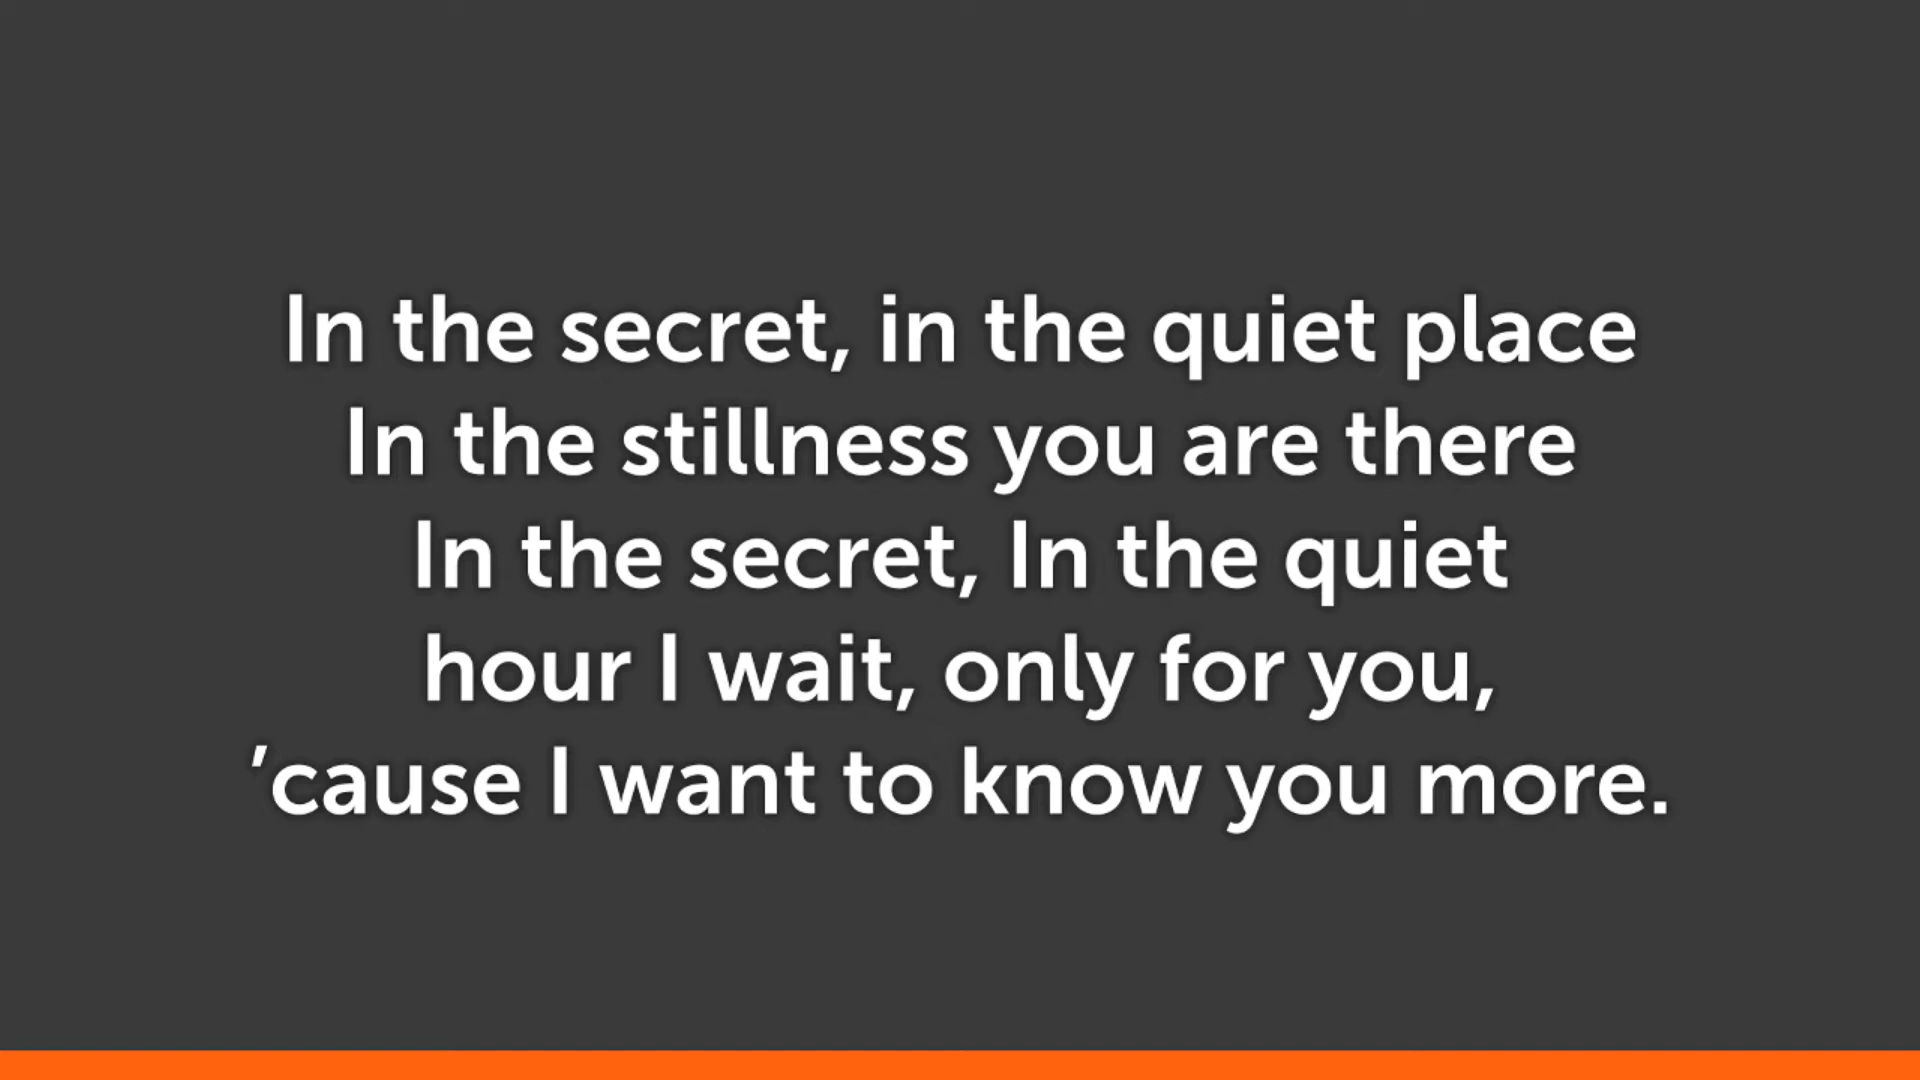 In the secret, in the quiet place
In the stillness you are there
In the secret, In the quiet
hour I wait, only for you,
’cause I want to know you more.